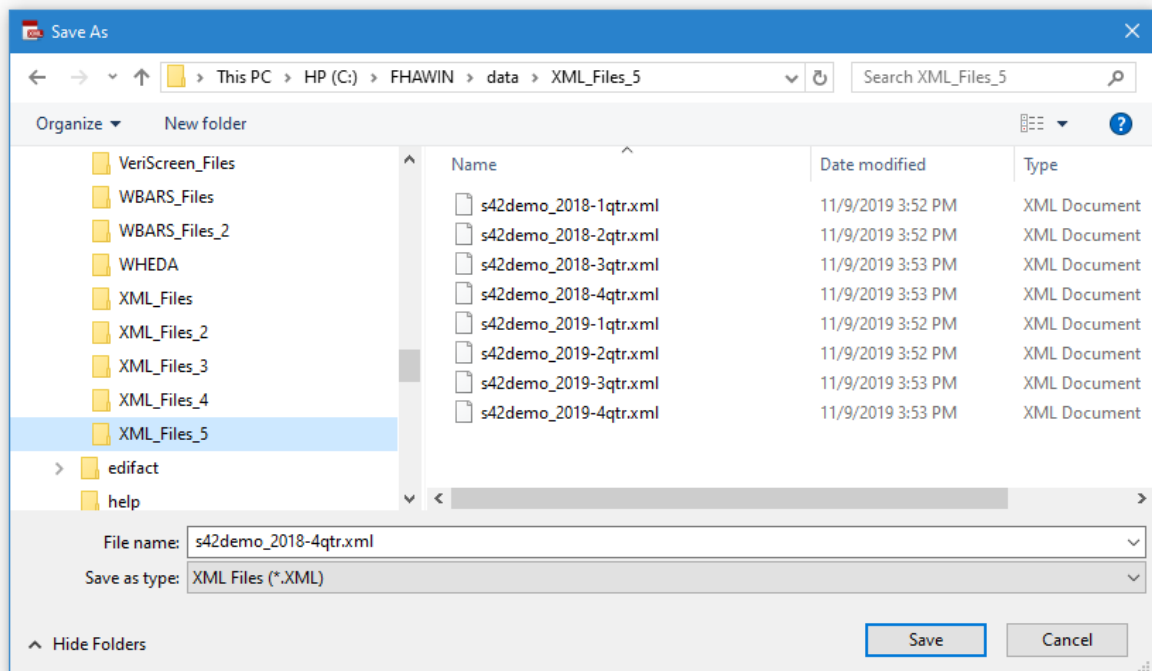 Save As
This PC > HP (C:) > FHAWIN > data > XML_Files_5
Search XML_Files_5
Organize
New folder
VeriScreen_Files
WBARS_Files
WBARS_Files_2
WHEDA
XML_Files
XML_Files_2
XML_Files_3
XML_Files_4
XML_Files_5
edifact
help
Name Date modified Type
s42demo_2018-1qtr.xml 11/9/2019 3:52 PM XML Document
s42demo_2018-2qtr.xml 11/9/2019 3:52 PM XML Document
s42demo_2018-3qtr.xml 11/9/2019 3:53 PM XML Document
s42demo_2018-4qtr.xml 11/9/2019 3:53 PM XML Document
s42demo_2019-1qtr.xml 11/9/2019 3:52 PM XML Document
s42demo_2019-2qtr.xml 11/9/2019 3:52 PM XML Document
s42demo_2019-3qtr.xml 11/9/2019 3:53 PM XML Document
s42demo_2019-4qtr.xml 11/9/2019 3:53 PM XML Document
File name: s42demo_2018-4qtr.xml
Save as type: XML Files (*.XML)
Hide Folders
Save
Cancel